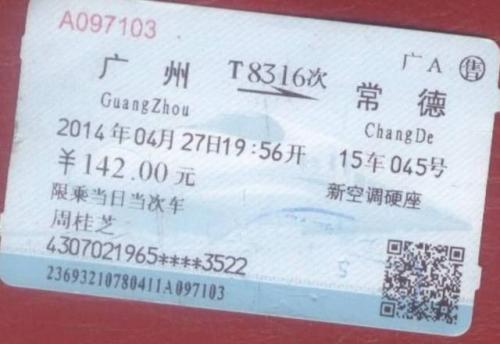 A097103
广A 售
广州 T8316次 常德
GuangZhou ChangDe
2014年04月27日19:56开 15车045号
￥142.00元 新空调硬座
限乘当日当次车
周桂芝
4307021965****3522
23693210780411A097103